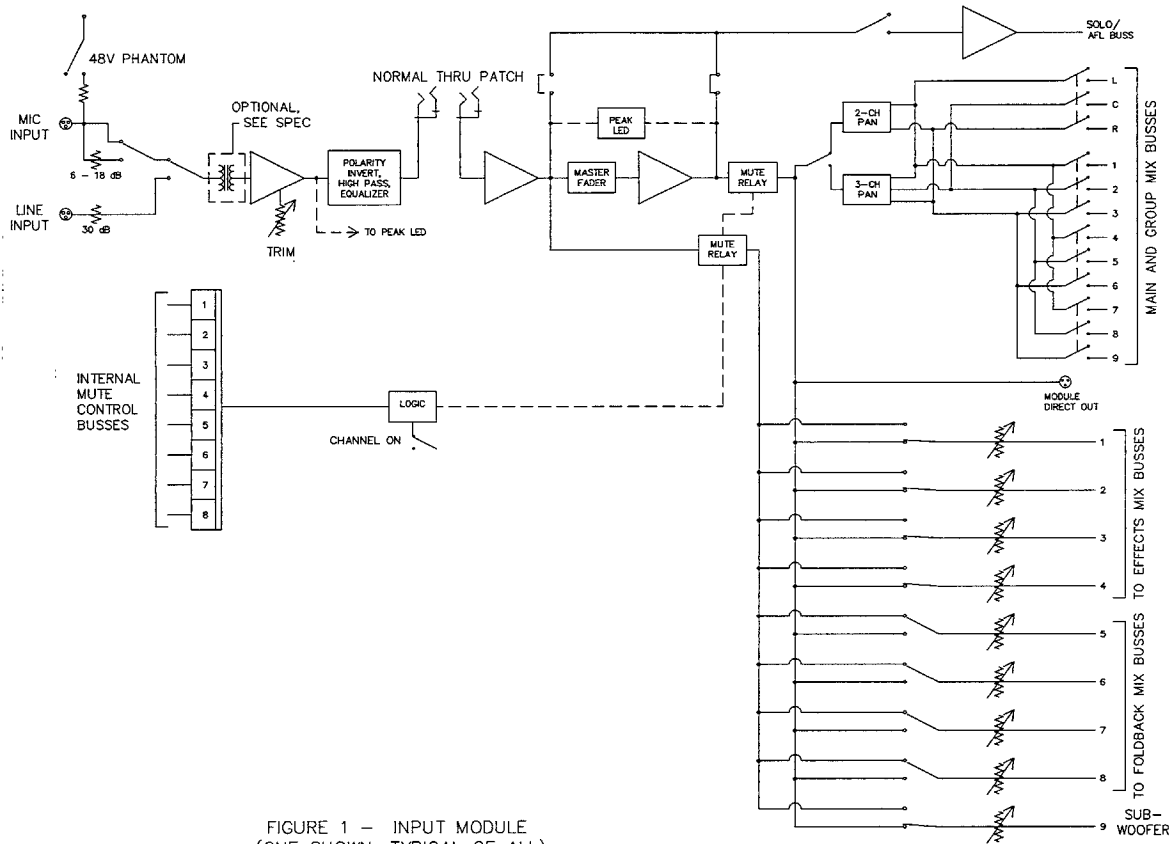 48V PHANTOM
MIC
INPUT
6 – 18 dB
LINE
INPUT
30 dB
OPTIONAL,
SEE SPEC
TRIM
POLARITY
INVERT,
HIGH PASS,
EQUALIZER
TO PEAK LED
NORMAL THRU PATCH
PEAK
LED
MASTER
FADER
MUTE
RELAY
MUTE
RELAY
SOLO/
AFL BUSS
2-CH
PAN
3-CH
PAN
L
C
R
1
2
3
4
5
6
7
8
9
MAIN AND GROUP MIX BUSSES
MODULE
DIRECT OUT
INTERNAL
MUTE
CONTROL
BUSSES
1
2
3
4
5
6
7
8
LOGIC
CHANNEL ON
1
2
3
4
TO EFFECTS MIX BUSSES
5
6
7
8
TO FOLDBACK MIX BUSSES
9
SUB-
WOOFER
FIGURE 1 – INPUT MODULE
(ONE SHOWN, TYPICAL OF ALL)